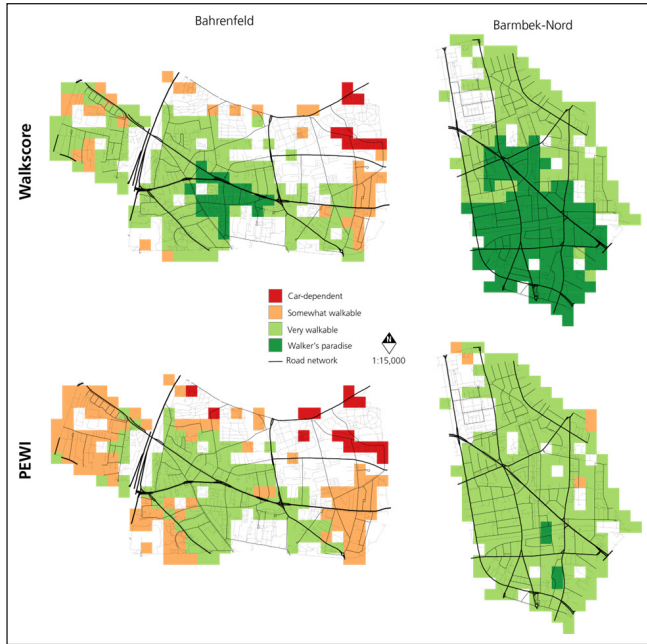 Bahrenfeld
Barmbek-Nord
Walkscore
Car-dependent
Somewhat walkable
Very walkable
Walker's paradise
Road network
N
1:15,000
PEWI